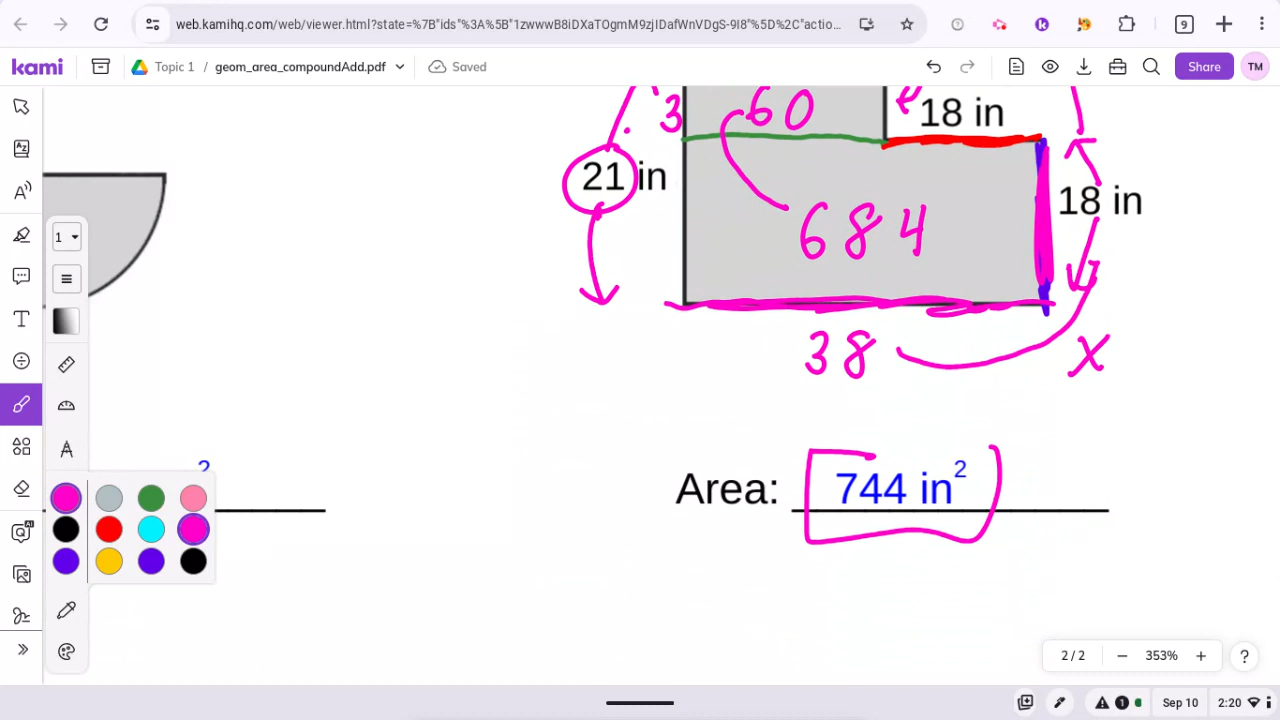 web.kamihq.com/web/viewer.html?state=%7B"ids"%3A%5B"1zwwwB8iDXaTOgmM9zjIDafWnVDgS-9I8"%5D%2C"actio...
9
kami
Topic 1 › geom_area_compoundAdd.pdf
Saved
Share
TM
60
3
18 in
21 in
684
18 in
38
x
1
Area: 744 in²
2
2/2
353%
Sep 10
2:20